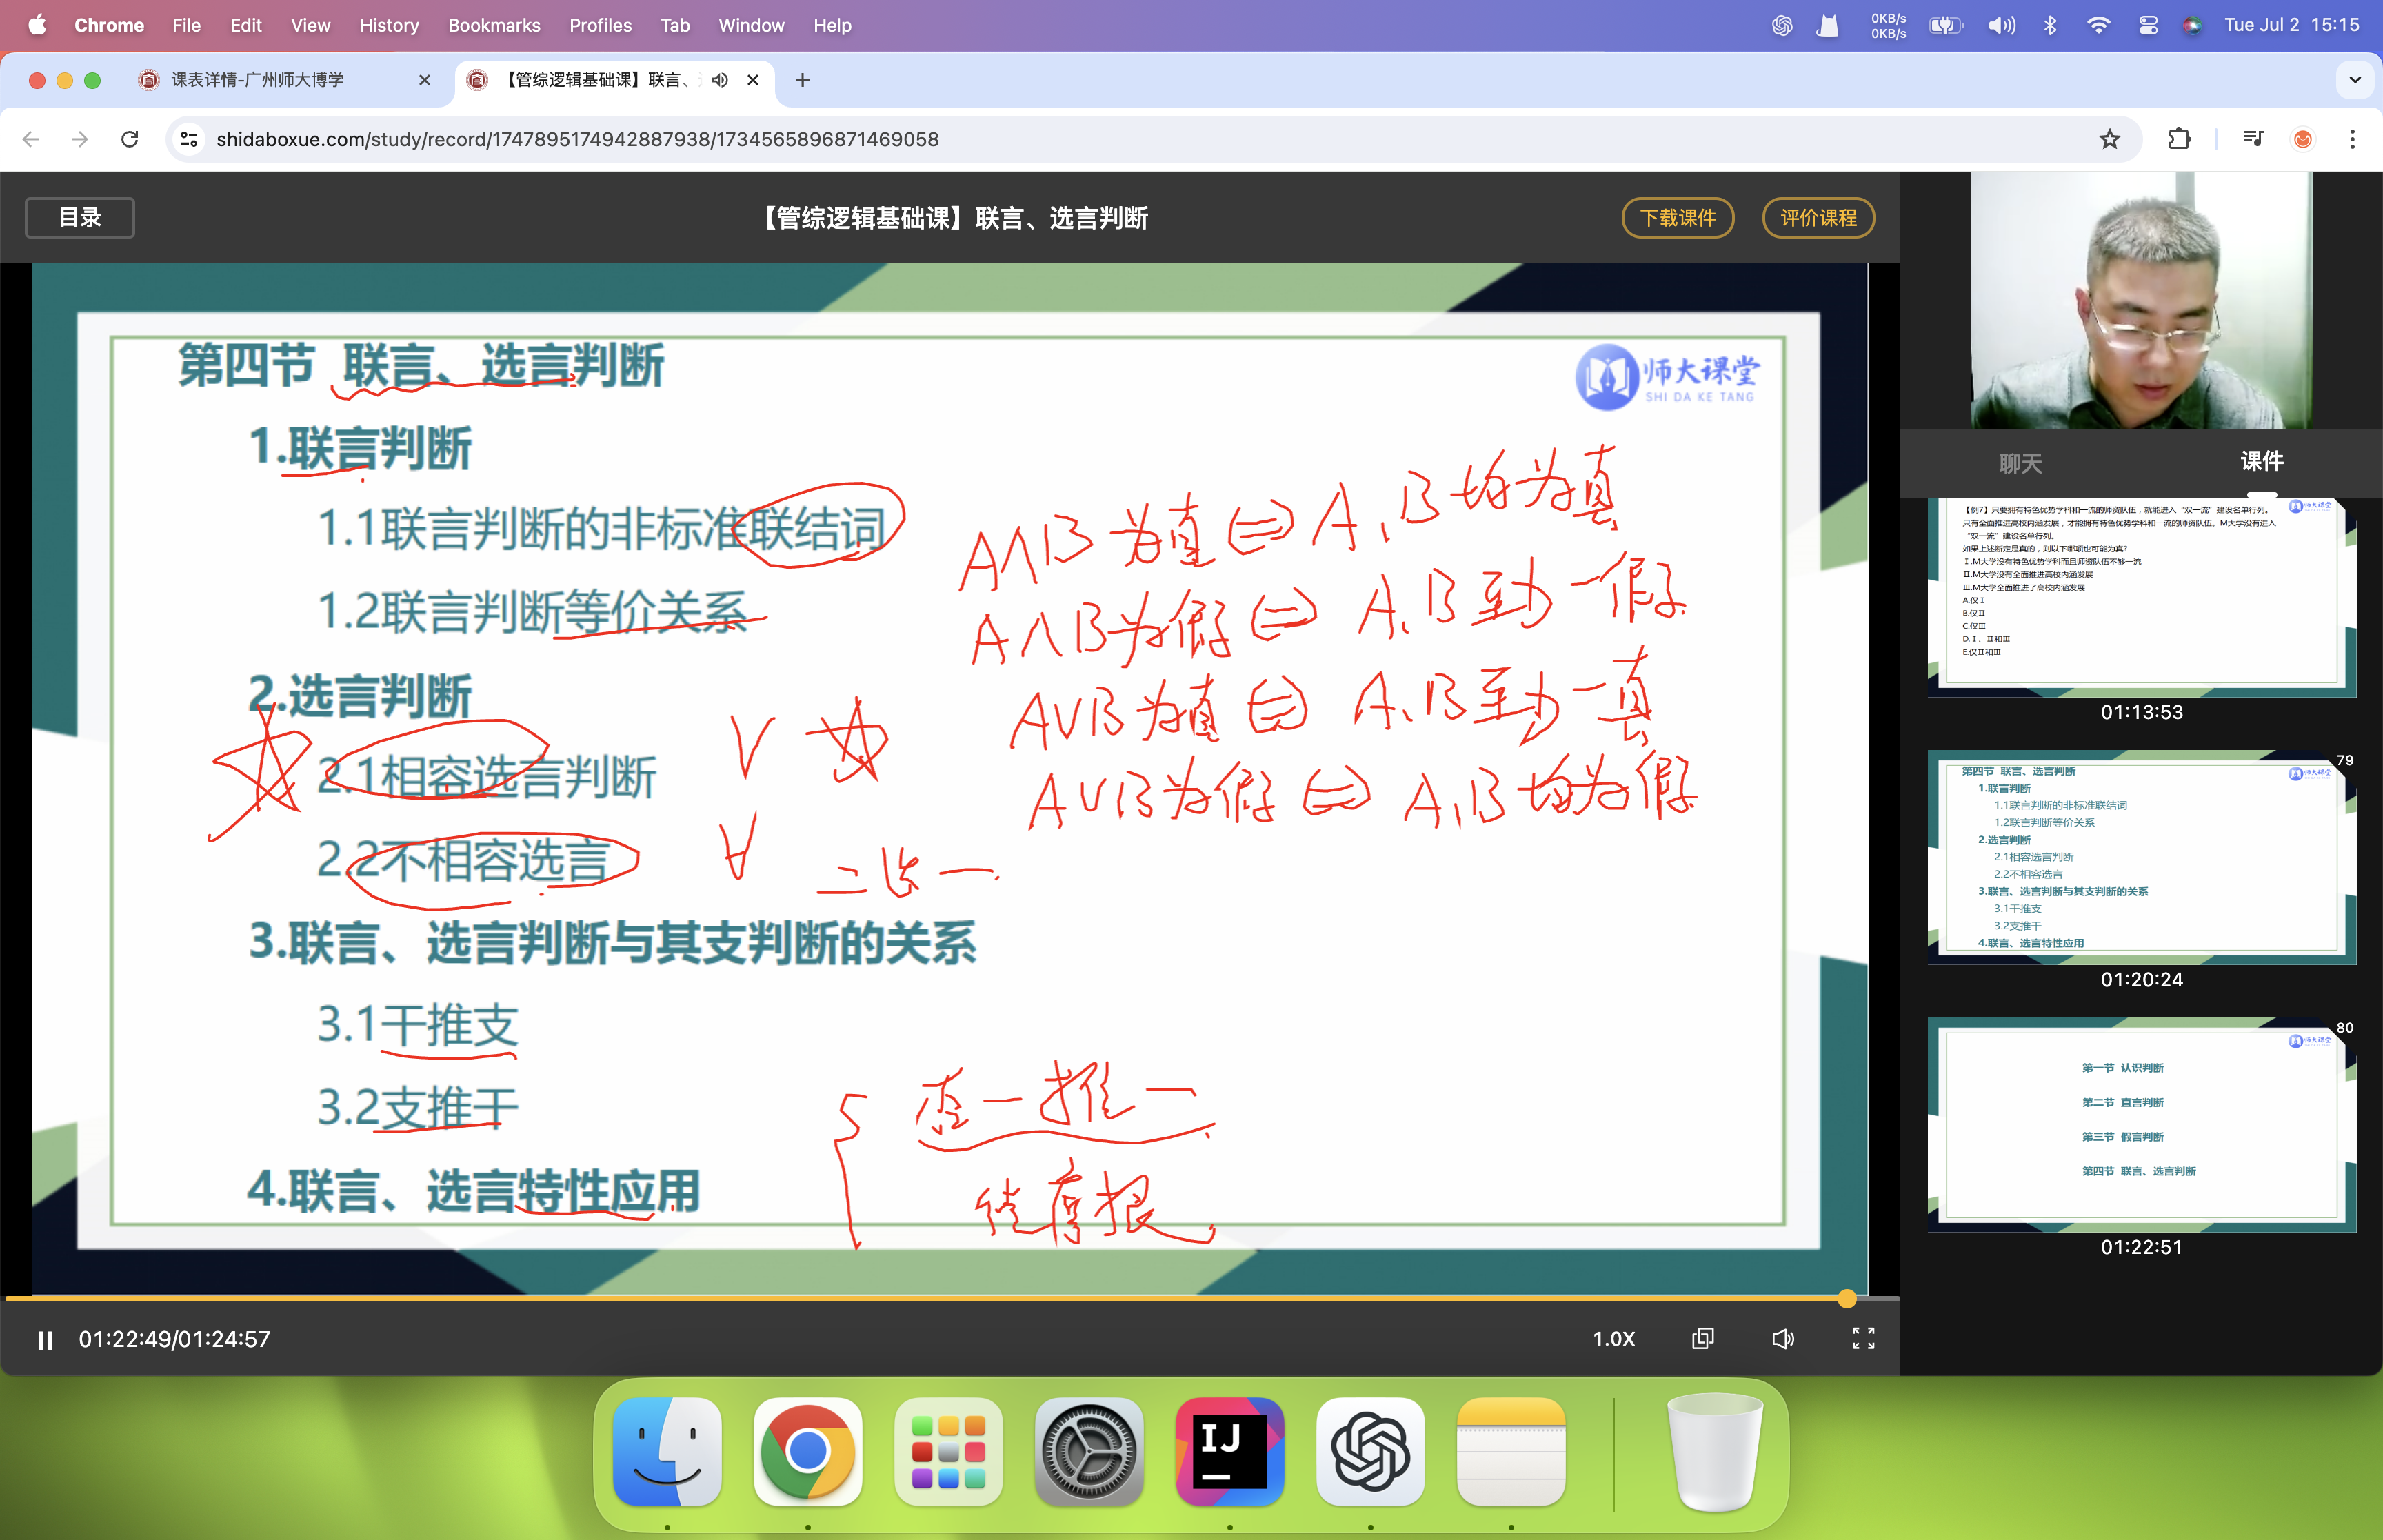 Chrome File Edit View History Bookmarks Profiles Tab Window Help
0KB/s
0KB/s
Tue Jul 2 15:15
课表详情-广州师大博学
【管综逻辑基础课】联言、
shidaboxue.com/study/record/1747895174942887938/1734565896871469058
目录
【管综逻辑基础课】联言、选言判断
下载课件
评价课程
第四节 联言、选言判断
师大课堂
SHI DA KE TANG
1.联言判断
1.1联言判断的非标准联结词
A∧B为真⇔A、B均为真
1.2联言判断等价关系
A∧B为假⇔A、B至少一假
2.选言判断
A∨B为真⇔A、B至少一真
2.1相容选言判断
∨
A∨B为假⇔A、B均为假
2.2不相容选言
二选一
3.联言、选言判断与其支判断的关系
3.1干推支
3.2支推干
否一推一
4.联言、选言特性应用
01:22:49/01:24:57
1.0X
聊天
课件
【例7】只要拥有特色优势学科和一流的师资队伍，就能进入“双一流”建设名单行列。
只有全面推进高校内涵发展，才能拥有特色优势学科和一流的师资队伍。M大学没有进入
“双一流”建设名单行列。
如果上述断定是真的，则以下哪项也可能为真?
Ⅰ.M大学没有特色优势学科而且师资队伍不够一流
Ⅱ.M大学没有全面推进高校内涵发展
Ⅲ.M大学全面推进了高校内涵发展
A.仅Ⅰ
B.仅Ⅱ
C.仅Ⅲ
D.Ⅰ、Ⅱ和Ⅲ
E.仅Ⅱ和Ⅲ
01:13:53
79
第四节 联言、选言判断
师大课堂
1.联言判断
1.1联言判断的非标准联结词
1.2联言判断等价关系
2.选言判断
2.1相容选言判断
2.2不相容选言
3.联言、选言判断与其支判断的关系
3.1干推支
3.2支推干
4.联言、选言特性应用
01:20:24
80
师大课堂
第一节 认识判断
第二节 直言判断
第三节 假言判断
第四节 联言、选言判断
01:22:51
IJ